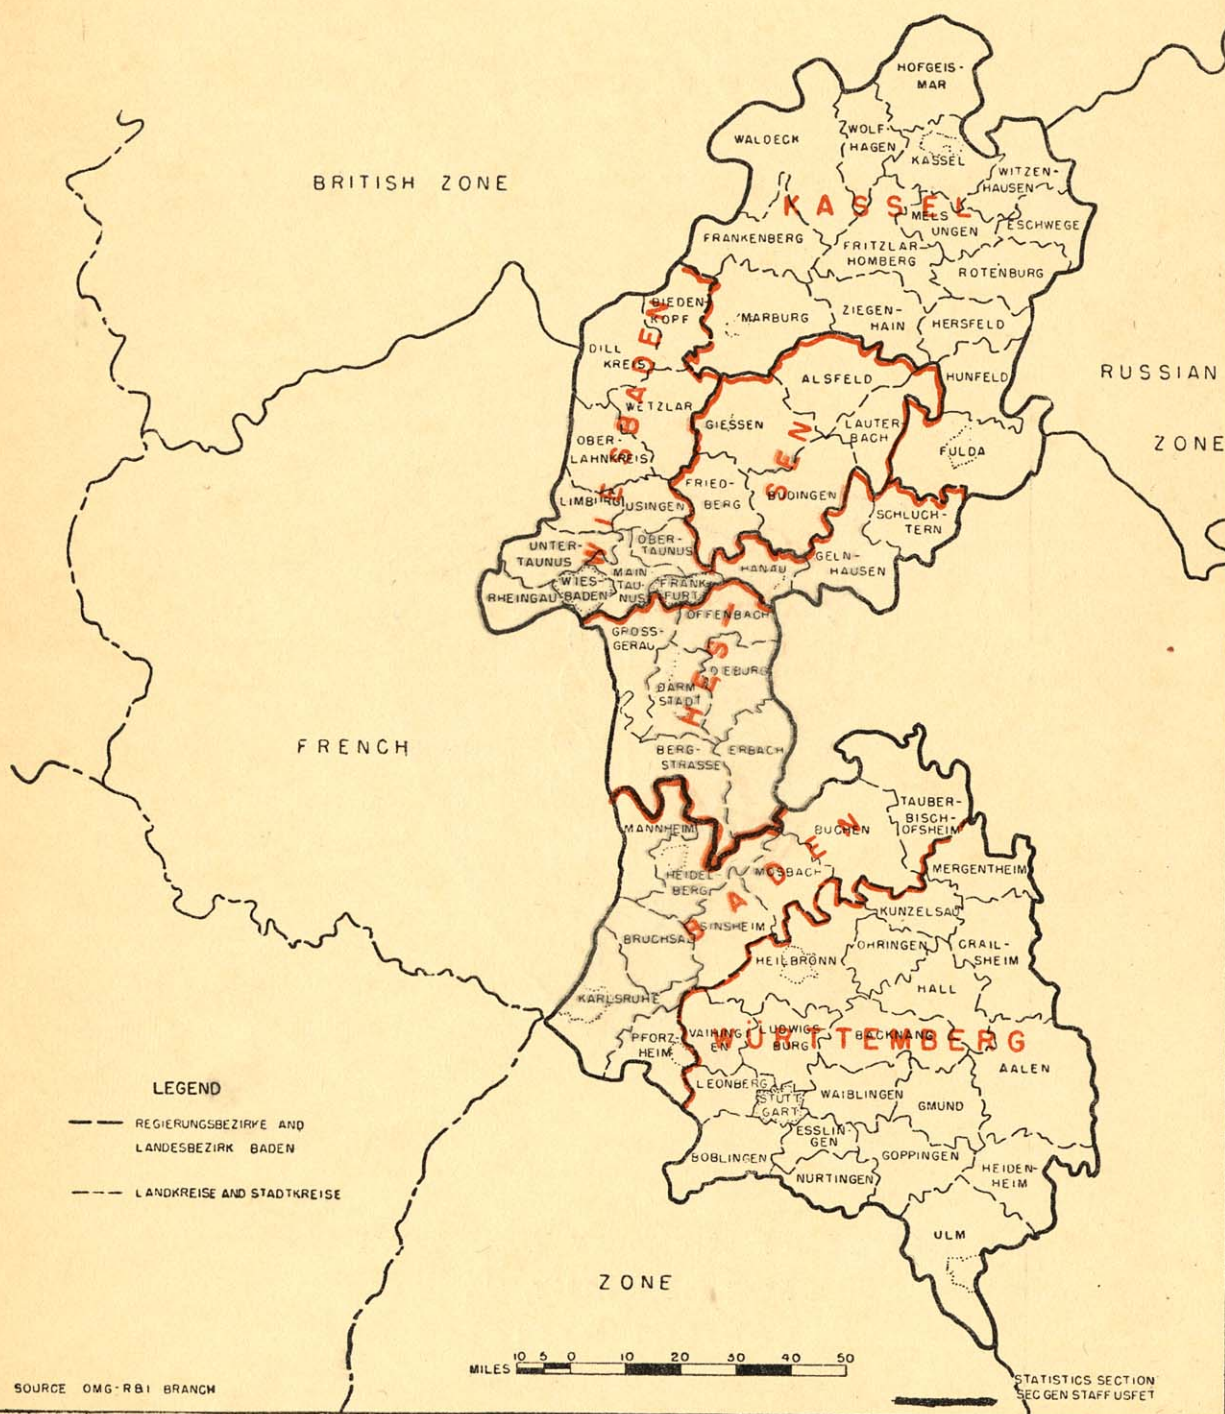 HOFGEIS-
MAR
WALDECK
WOLF-
HAGEN
KASSEL
WITZEN-
HAUSEN
BRITISH ZONE
KASSEL
MELS
UNGEN
ESCHWEGE
FRANKENBERG
FRITZLAR-
HOMBERG
ROTENBURG
BIEDEN-
KOPF
MARBURG
ZIEGEN-
HAIN
HERSFELD
DILL
KREIS
ALSFELD
HUNFELD
RUSSIAN
ZONE
WIESBADEN
WETZLAR
GIESSEN
LAUTER
BACH
FULDA
OBER-
LAHNKREIS
FRIED-
BERG
BUDINGEN
HES-
SEN
LIMBURG
USINGEN
SCHLUCH-
TERN
UNTER-
TAUNUS
OBER-
TAUNUS
HANAU
GELN-
HAUSEN
RHEINGAU
WIES-
BADEN
MAIN
TAU-
NUS
FRANK-
FURT
OFFENBACH
GROSS-
GERAU
DIEBURG
DARM
STADT
FRENCH
BERG-
STRASSE
ERBACH
MANNHEIM
BUCHEN
TAUBER-
BISCH-
OFSHEIM
HEIDEL-
BERG
MOSBACH
MERGENTHEIM
BADEN
SINSHEIM
KUNZELSAU
BRUCHSAL
HEILBRONN
OHRINGEN
CRAIL-
SHEIM
KARLSRUHE
HALL
PFORZ-
HEIM
VAIHING
EN
LUDWIGS
BURG
BACKNANG
WÜRTTEMBERG
AALEN
LEONBERG
STUTT
GART
WAIBLINGEN
GMUND
ESSLIN-
GEN
BOBLINGEN
GOPPINGEN
HEIDEN-
HEIM
NURTINGEN
ULM
ZONE
LEGEND
REGIERUNGSBEZIRKE AND
LANDESBEZIRK BADEN
LANDKREISE AND STADTKREISE
MILES 10 5 0 10 20 30 40 50
SOURCE OMG-RBI BRANCH
STATISTICS SECTION
SEC GEN STAFF USFET